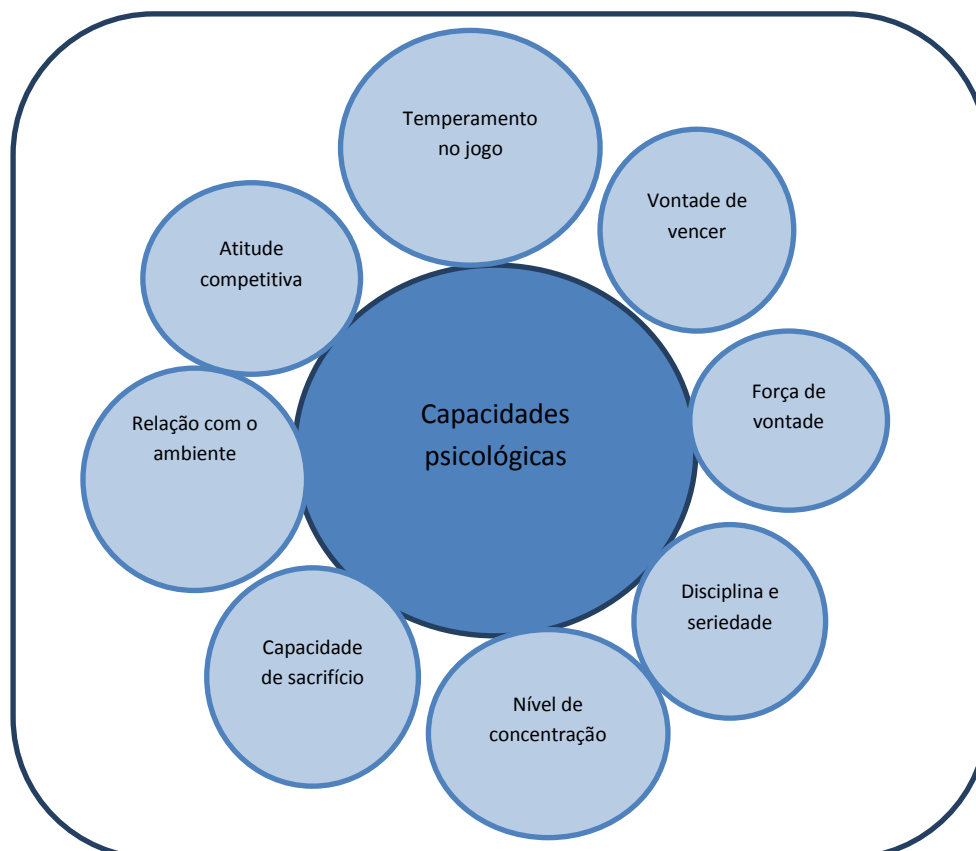 Temperamento
no jogo
Vontade de
vencer
Atitude
competitiva
Força de
vontade
Capacidades
psicológicas
Relação com o
ambiente
Disciplina e
seriedade
Capacidade
de sacrifício
Nível de
concentração